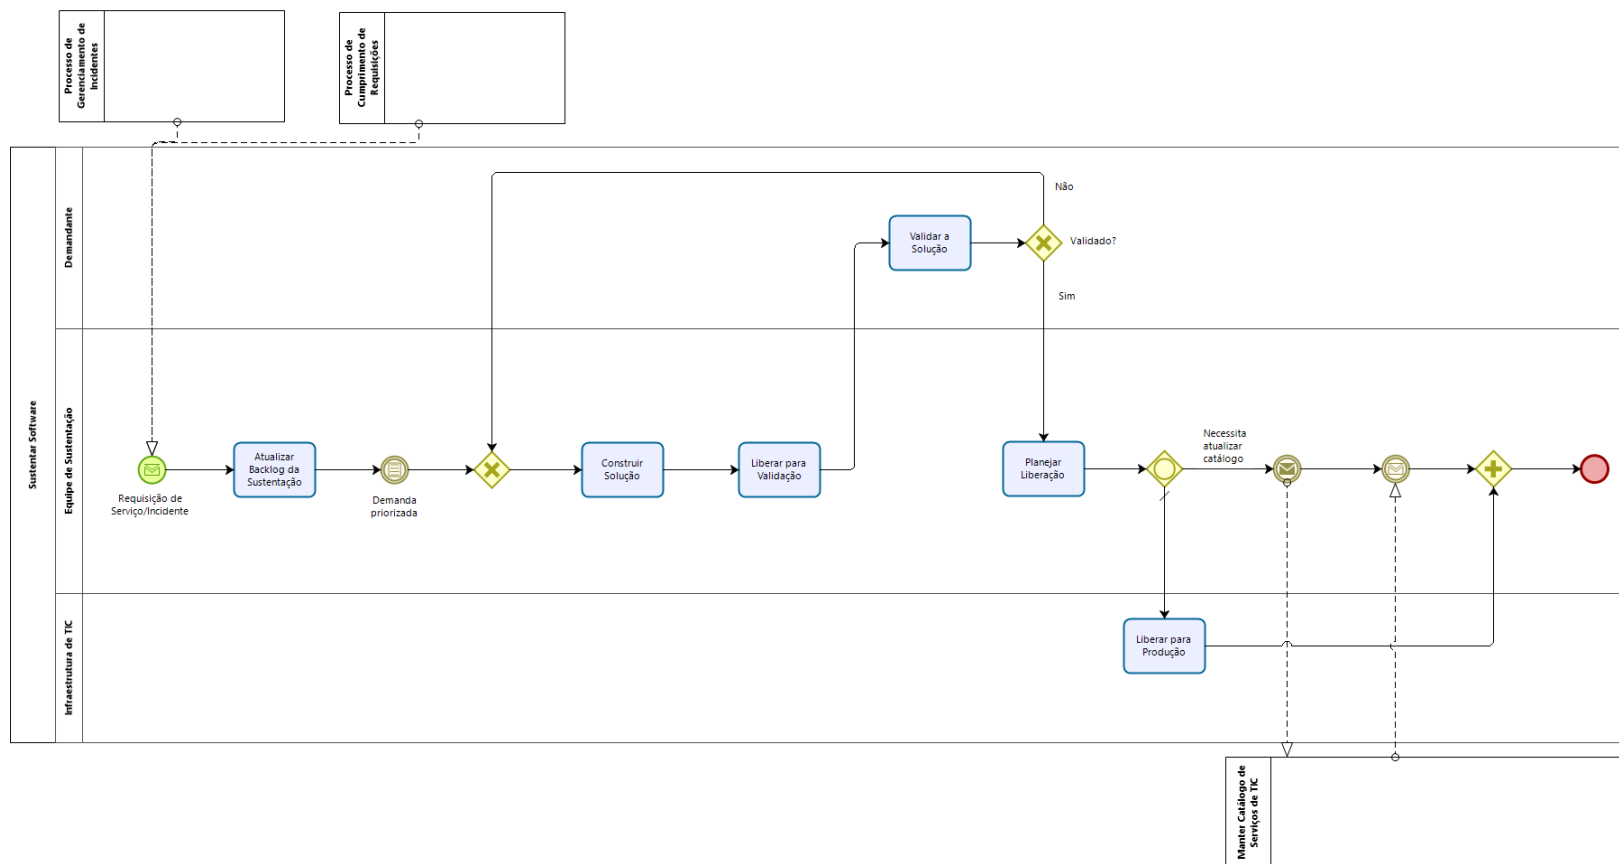 Processo de
Gerenciamento de
Incidentes
Processo de
Cumprimento de
Requisições
Sustentar Software
Demandante
Não
Validar a
Solução
Validado?
Sim
Equipe de Sustentação
Requisição de
Serviço/Incidente
Atualizar
Backlog da
Sustentação
Demanda
priorizada
Construir
Solução
Liberar para
Validação
Planejar
Liberação
Necessita
atualizar
catálogo
Infraestrutura de TIC
Liberar para
Produção
Manter Catálogo de
Serviços de TIC